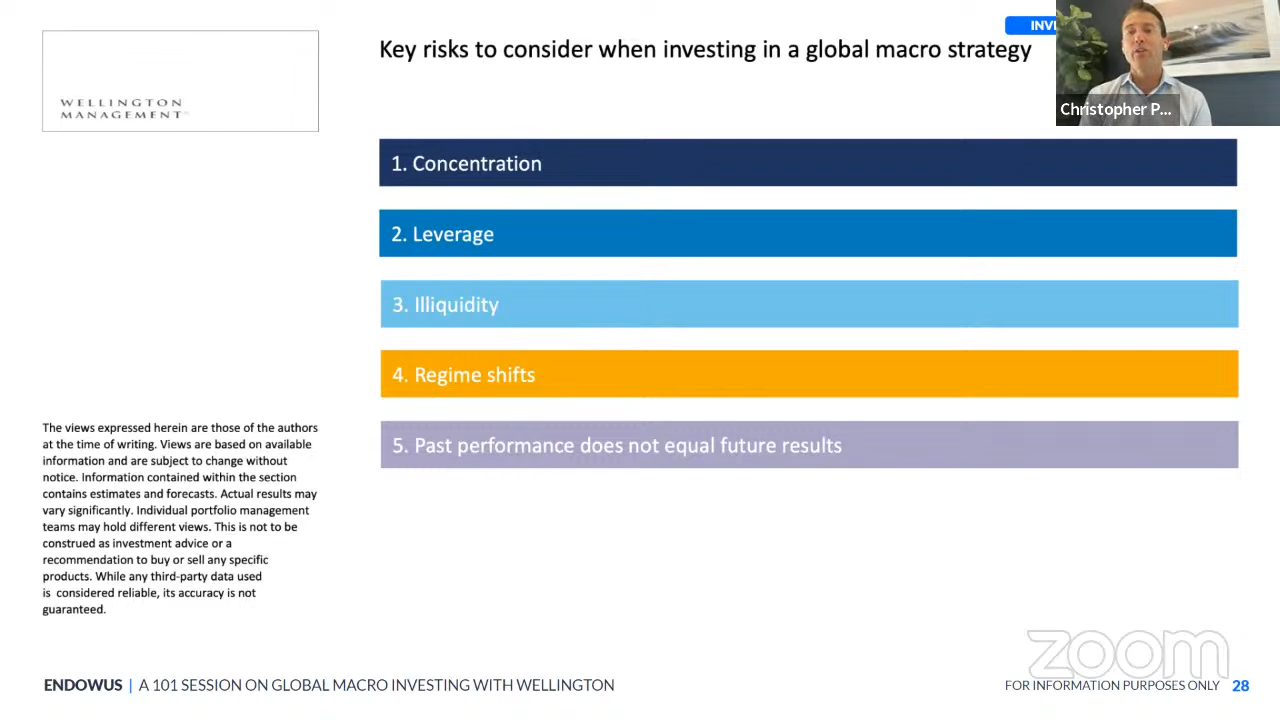 WELLINGTON
MANAGEMENT
Key risks to consider when investing in a global macro strategy
INVE
Christopher P...
1. Concentration
2. Leverage
3. Illiquidity
4. Regime shifts
5. Past performance does not equal future results
The views expressed herein are those of the authors
at the time of writing. Views are based on available
information and are subject to change without
notice. Information contained within the section
contains estimates and forecasts. Actual results may
vary significantly. Individual portfolio management
teams may hold different views. This is not to be
construed as investment advice or a
recommendation to buy or sell any specific
products. While any third-party data used
is considered reliable, its accuracy is not
guaranteed.
zoom
ENDOWUS | A 101 SESSION ON GLOBAL MACRO INVESTING WITH WELLINGTON
FOR INFORMATION PURPOSES ONLY 28